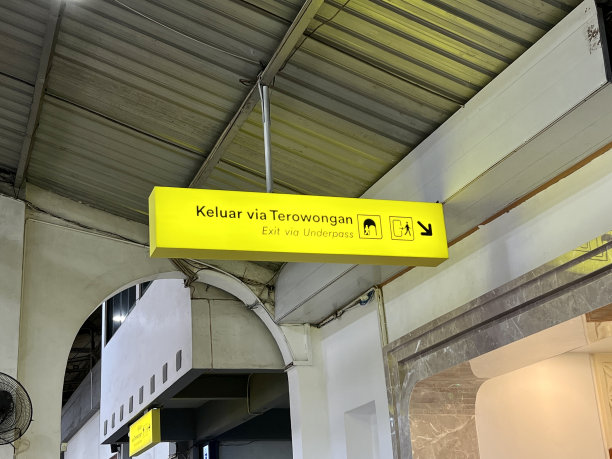 Keluar via Terowongan
Exit via Underpass